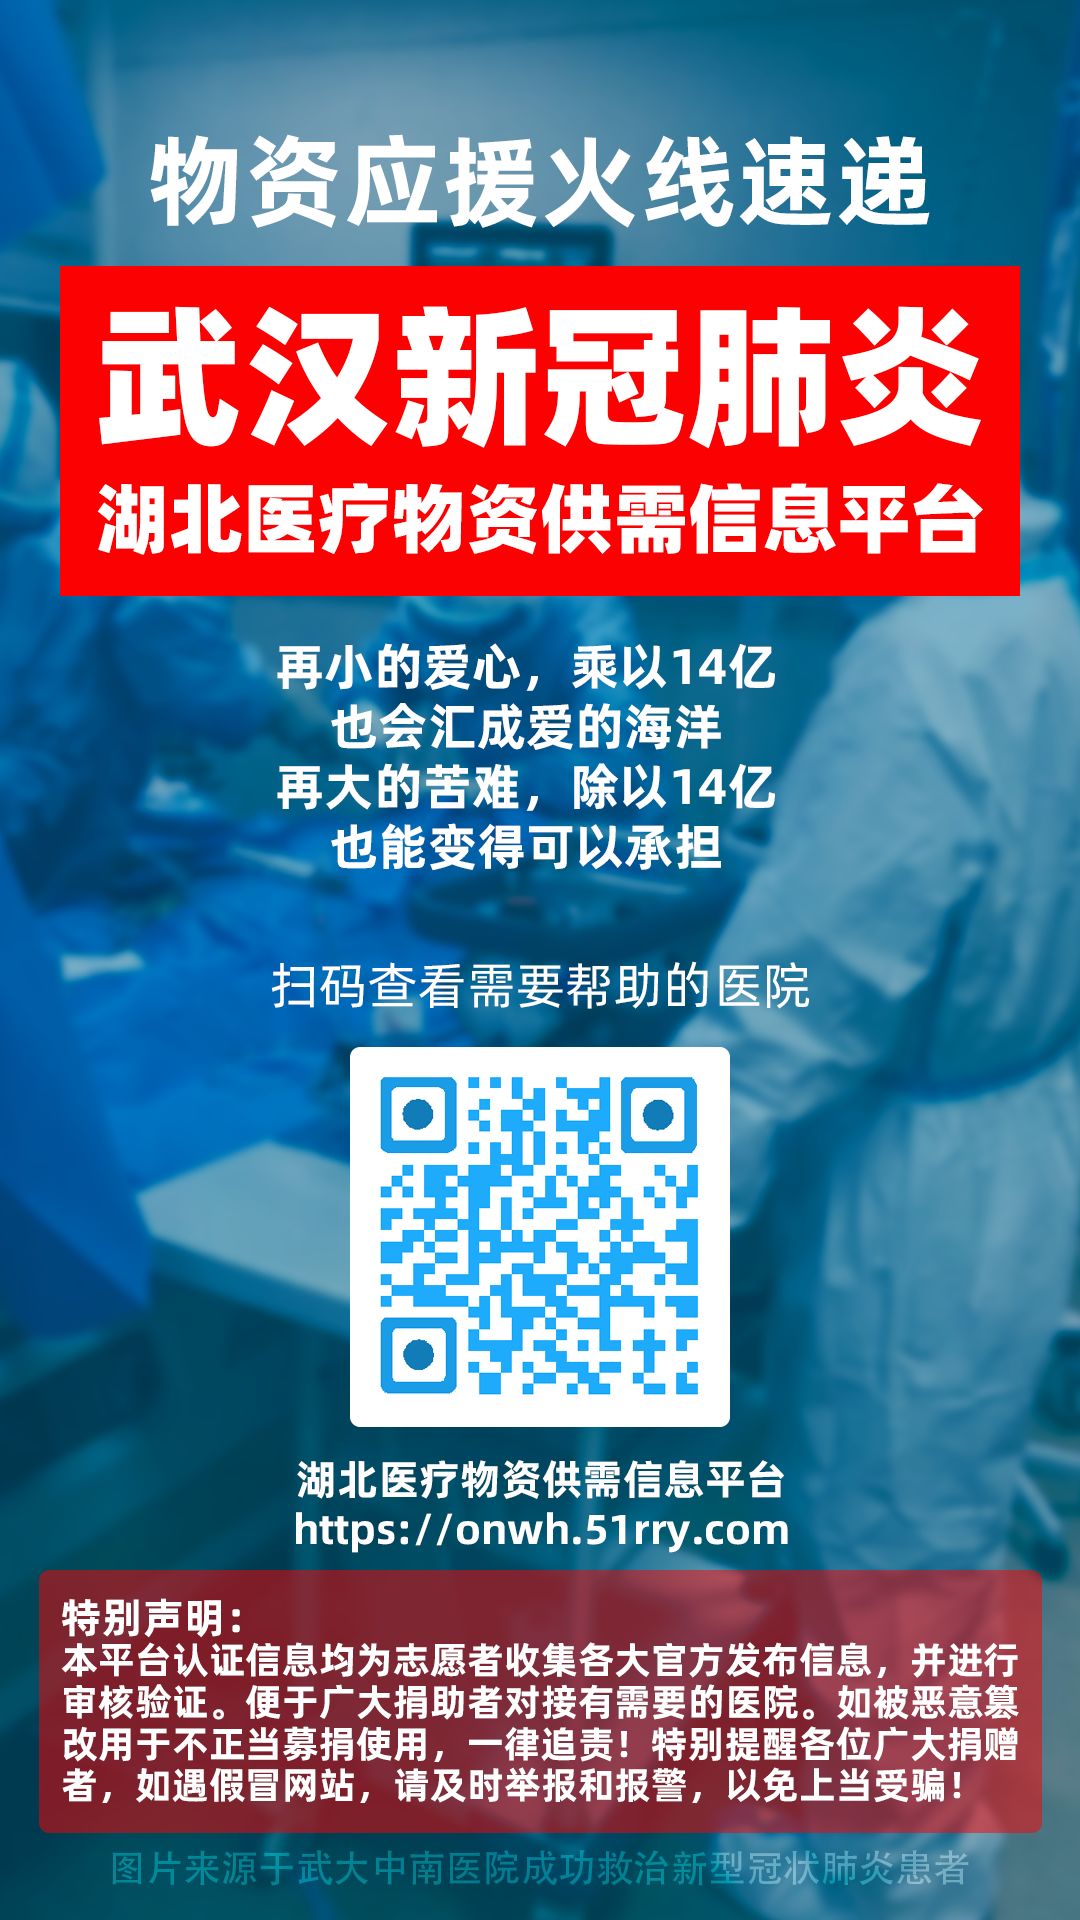 物资应援火线速递
武汉新冠肺炎
湖北医疗物资供需信息平台
再小的爱心，乘以14亿
也会汇成爱的海洋
再大的苦难，除以14亿
也能变得可以承担
扫码查看需要帮助的医院
湖北医疗物资供需信息平台
https://onwh.51rry.com
特别声明：
本平台认证信息均为志愿者收集各大官方发布信息，并进行
审核验证。便于广大捐助者对接有需要的医院。如被恶意篡
改用于不正当募捐使用，一律追责！特别提醒各位广大捐赠
者，如遇假冒网站，请及时举报和报警，以免上当受骗！
图片来源于武大中南医院成功救治新型冠状肺炎患者